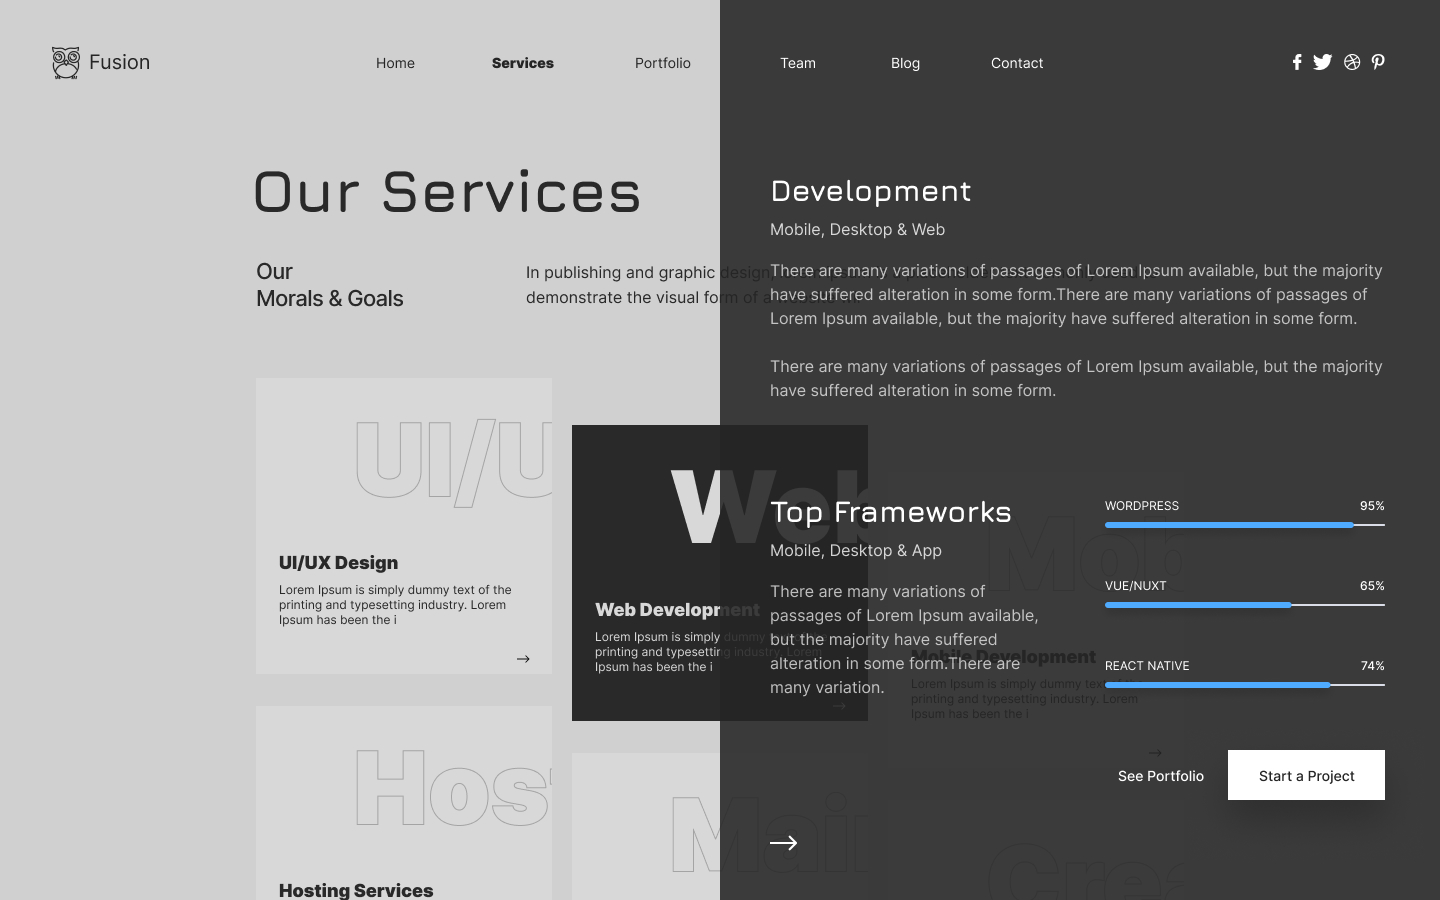 Fusion
Home
Services
Portfolio
Team
Blog
Contact
Our Services
Our
Morals & Goals
In publishing and graphic design,
demonstrate the visual form of a
UI/U
UI/UX Design
Lorem Ipsum is simply dummy text of the
printing and typesetting industry. Lorem
Ipsum has been the i
Web
Web Development
Lorem Ipsum is simply dummy
printing and typesetting industry. Lorem
Ipsum has been the i
Host
Hosting Services
Mai
Development
Mobile, Desktop & Web
There are many variations of passages of Lorem Ipsum available, but the majority
have suffered alteration in some form.There are many variations of passages of
Lorem Ipsum available, but the majority have suffered alteration in some form.
There are many variations of passages of Lorem Ipsum available, but the majority
have suffered alteration in some form.
Top Frameworks
Mobile, Desktop & App
There are many variations of
passages of Lorem Ipsum available,
but the majority have suffered
alteration in some form.There are
many variation.
WORDPRESS 95%
VUE/NUXT 65%
REACT NATIVE 74%
Mob
Mobile Development
Lorem Ipsum is simply dummy text
printing and typesetting industry. Lorem
Ipsum has been the i
See Portfolio
Start a Project
Crea